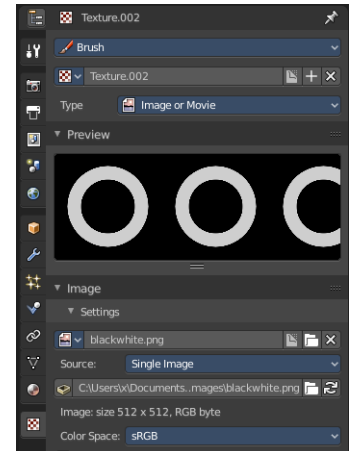 Texture.002
Brush
Texture.002
Type Image or Movie
Preview
Image
Settings
blackwhite.png
Source: Single Image
C:\Users\x\Documents..mages\blackwhite.png
Image: size 512 x 512, RGB byte
Color Space: sRGB